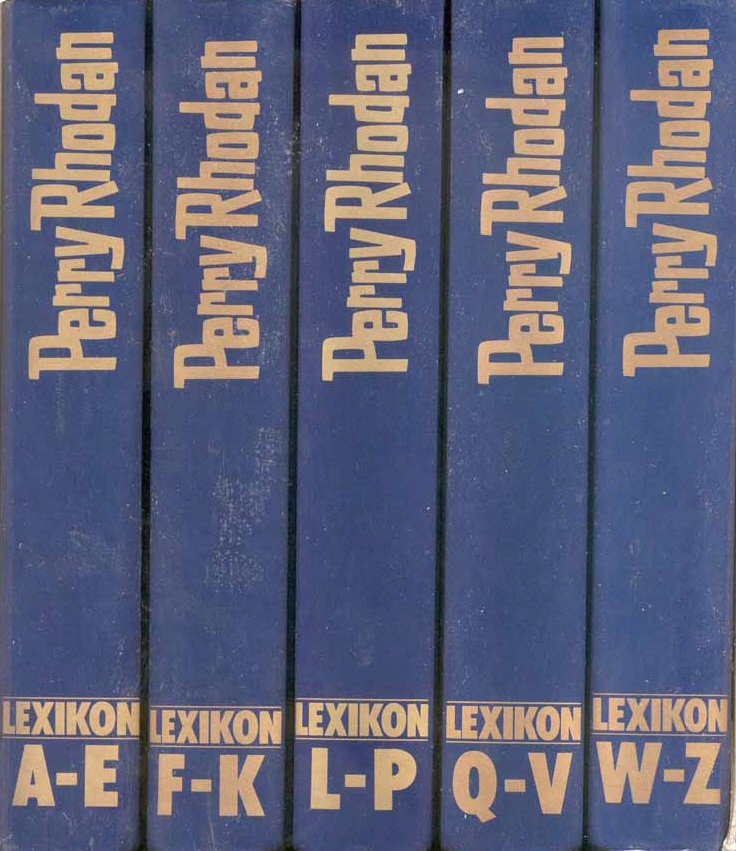 Perry Rhodan
LEXIKON
A-E
Perry Rhodan
LEXIKON
F-K
Perry Rhodan
LEXIKON
L-P
Perry Rhodan
LEXIKON
Q-V
Perry Rhodan
LEXIKON
W-Z